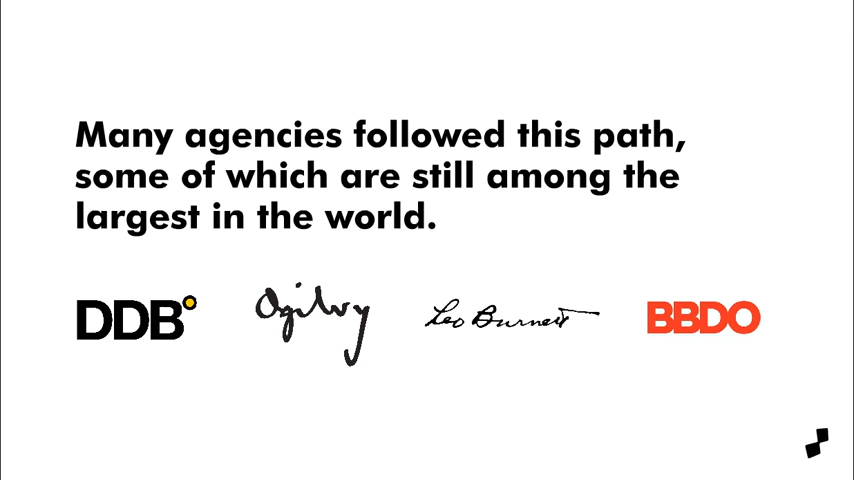 Many agencies followed this path,
some of which are still among the
largest in the world.
DDB Ogilvy Leo Burnett BBDO